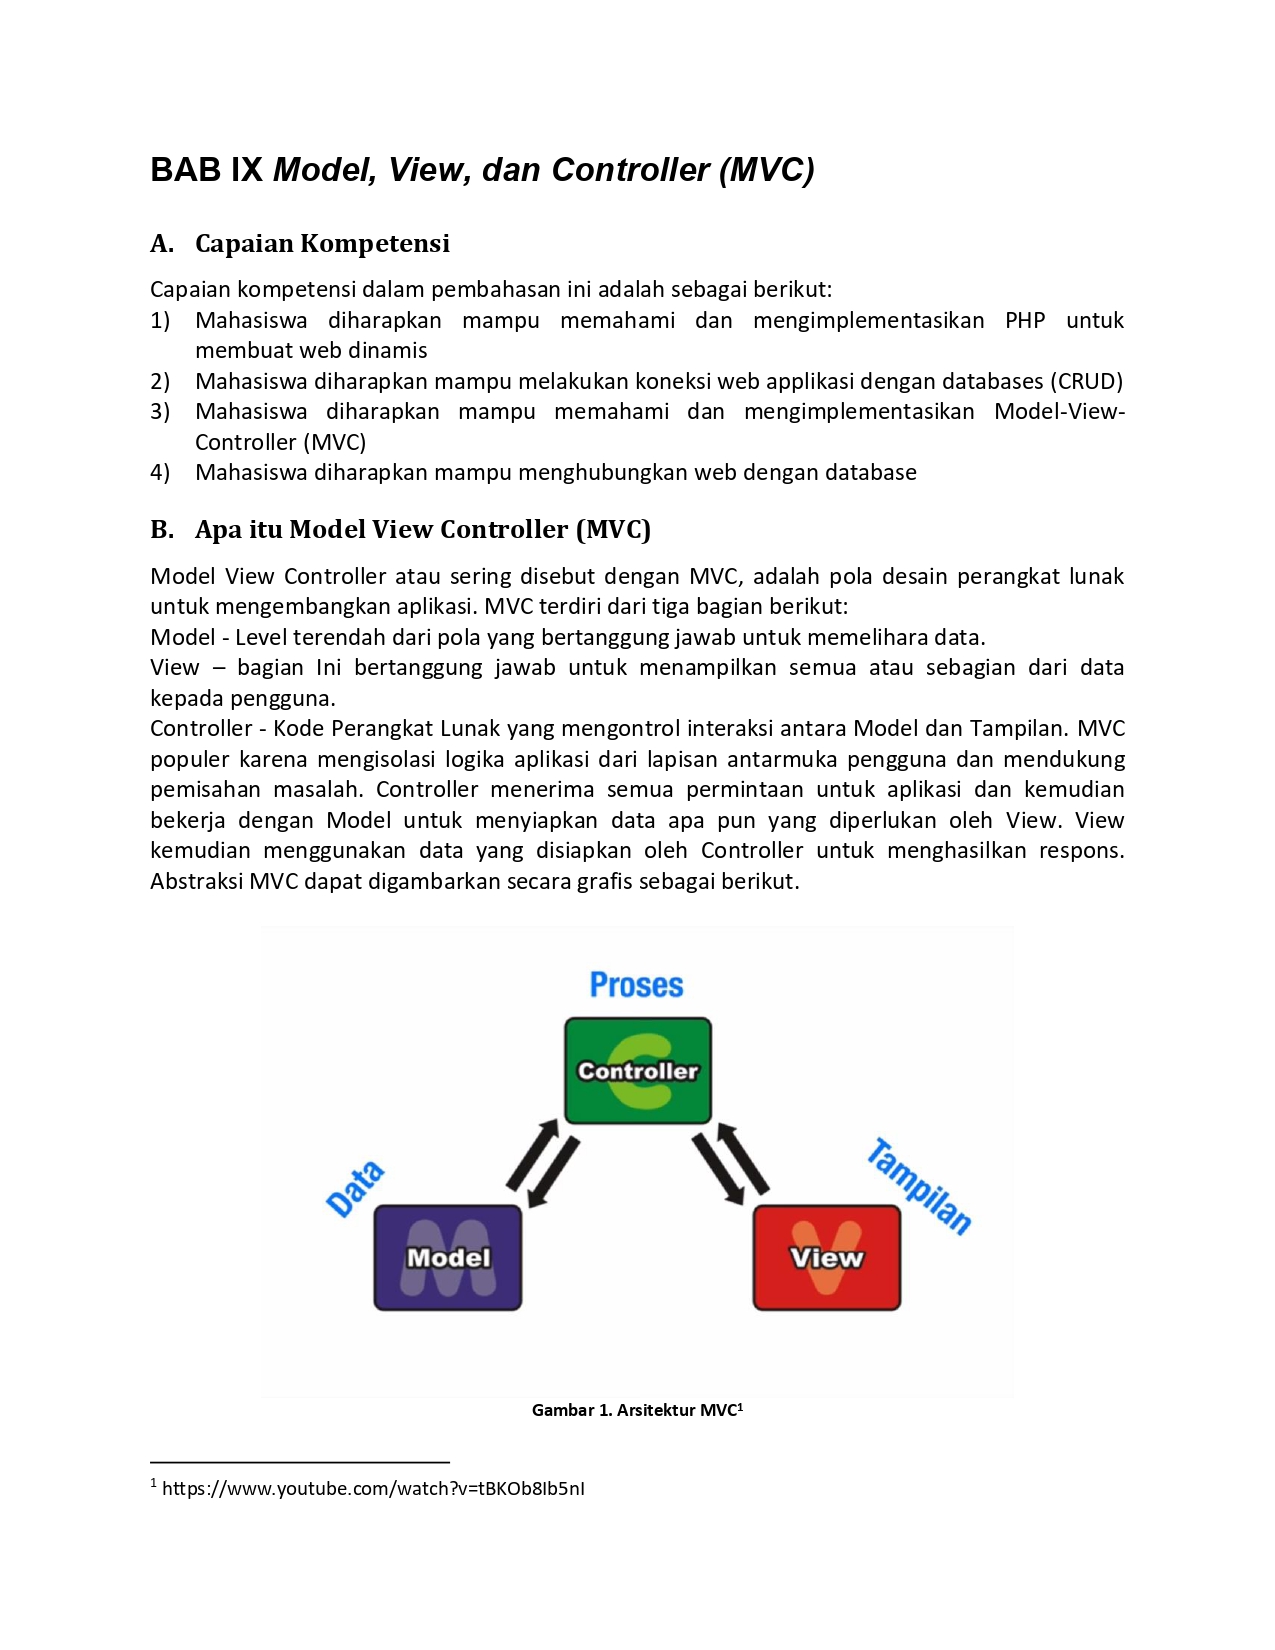 BAB IX Model, View, dan Controller (MVC)
A. Capaian Kompetensi
Capaian kompetensi dalam pembahasan ini adalah sebagai berikut:
1) Mahasiswa diharapkan mampu memahami dan mengimplementasikan PHP untuk
membuat web dinamis
2) Mahasiswa diharapkan mampu melakukan koneksi web applikasi dengan databases (CRUD)
3) Mahasiswa diharapkan mampu memahami dan mengimplementasikan Model-View-
Controller (MVC)
4) Mahasiswa diharapkan mampu menghubungkan web dengan database
B. Apa itu Model View Controller (MVC)
Model View Controller atau sering disebut dengan MVC, adalah pola desain perangkat lunak
untuk mengembangkan aplikasi. MVC terdiri dari tiga bagian berikut:
Model - Level terendah dari pola yang bertanggung jawab untuk memelihara data.
View – bagian Ini bertanggung jawab untuk menampilkan semua atau sebagian dari data
kepada pengguna.
Controller - Kode Perangkat Lunak yang mengontrol interaksi antara Model dan Tampilan. MVC
populer karena mengisolasi logika aplikasi dari lapisan antarmuka pengguna dan mendukung
pemisahan masalah. Controller menerima semua permintaan untuk aplikasi dan kemudian
bekerja dengan Model untuk menyiapkan data apa pun yang diperlukan oleh View. View
kemudian menggunakan data yang disiapkan oleh Controller untuk menghasilkan respons.
Abstraksi MVC dapat digambarkan secara grafis sebagai berikut.
Proses
Controller
Data
Tampilan
Model
View
Gambar 1. Arsitektur MVC¹
¹ https://www.youtube.com/watch?v=tBKOb8Ib5nI